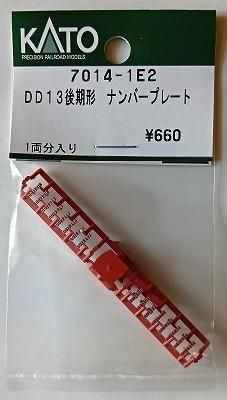 KATO
PRECISION RAILROAD MODELS
7014-1E2
DD13後期形 ナンバープレート
¥660
1両分入り